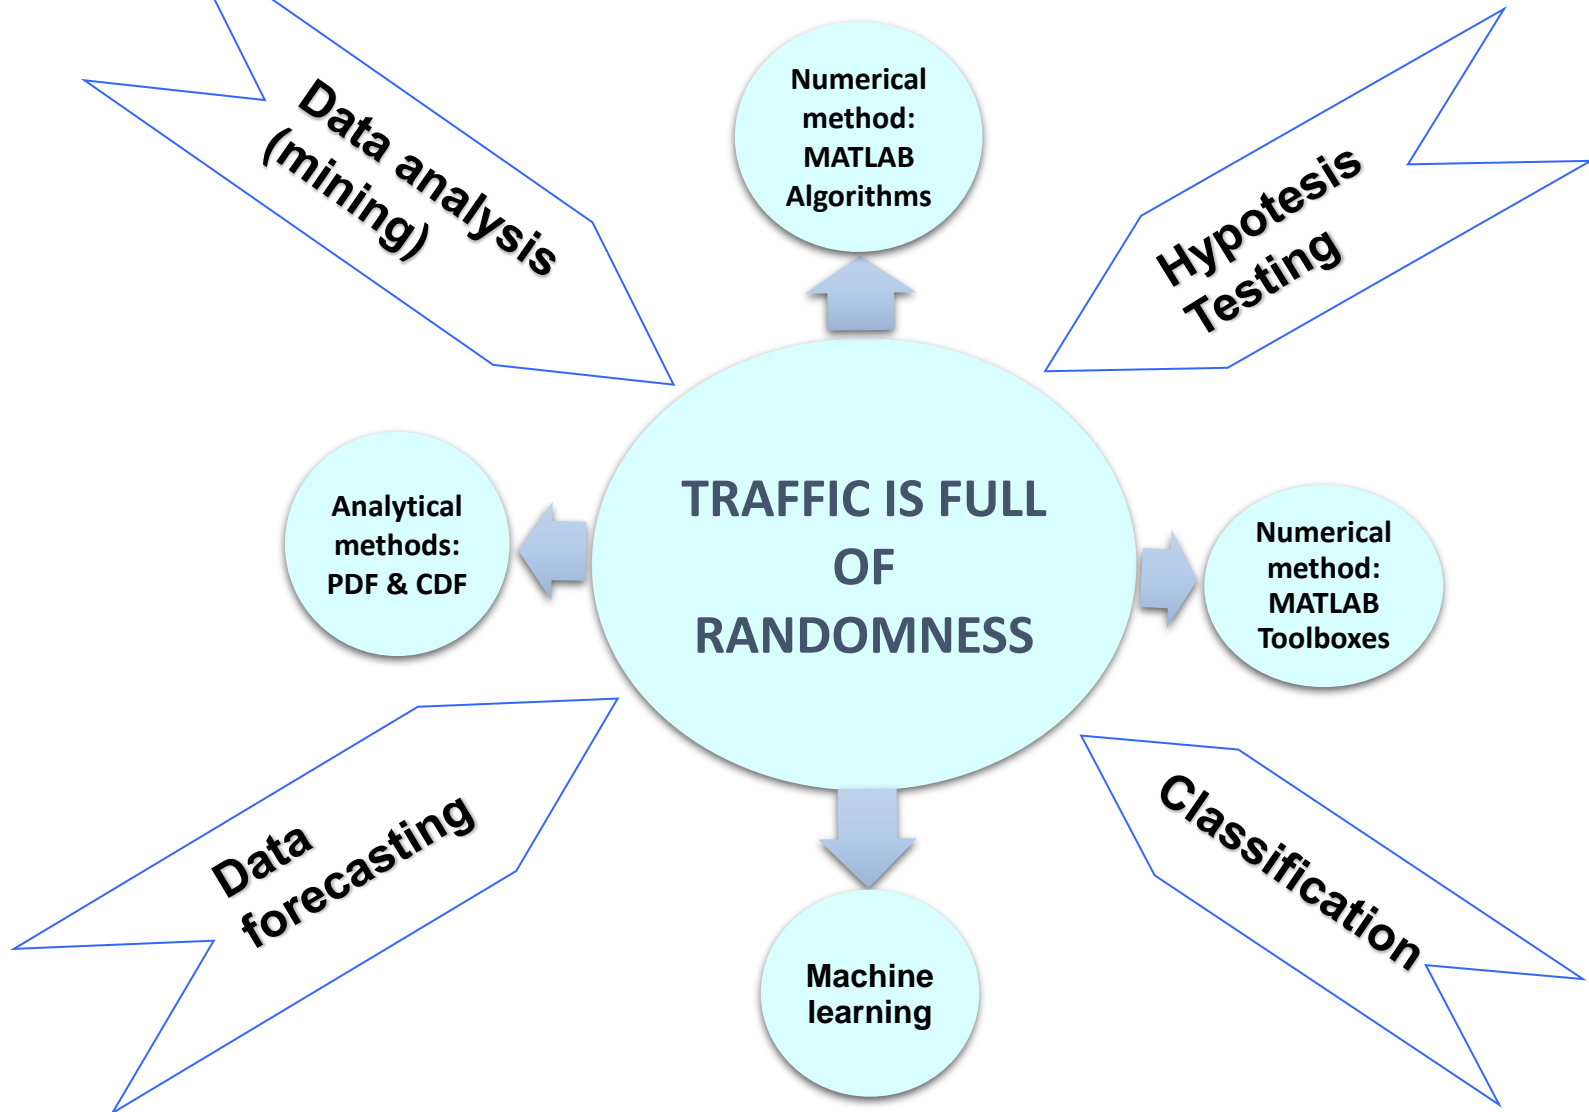 Data analysis
(mining)
Numerical
method:
MATLAB
Algorithms
Hypotesis
Testing
Analytical
methods:
PDF & CDF
TRAFFIC IS FULL
OF
RANDOMNESS
Numerical
method:
MATLAB
Toolboxes
Data
forecasting
Machine
learning
Classification